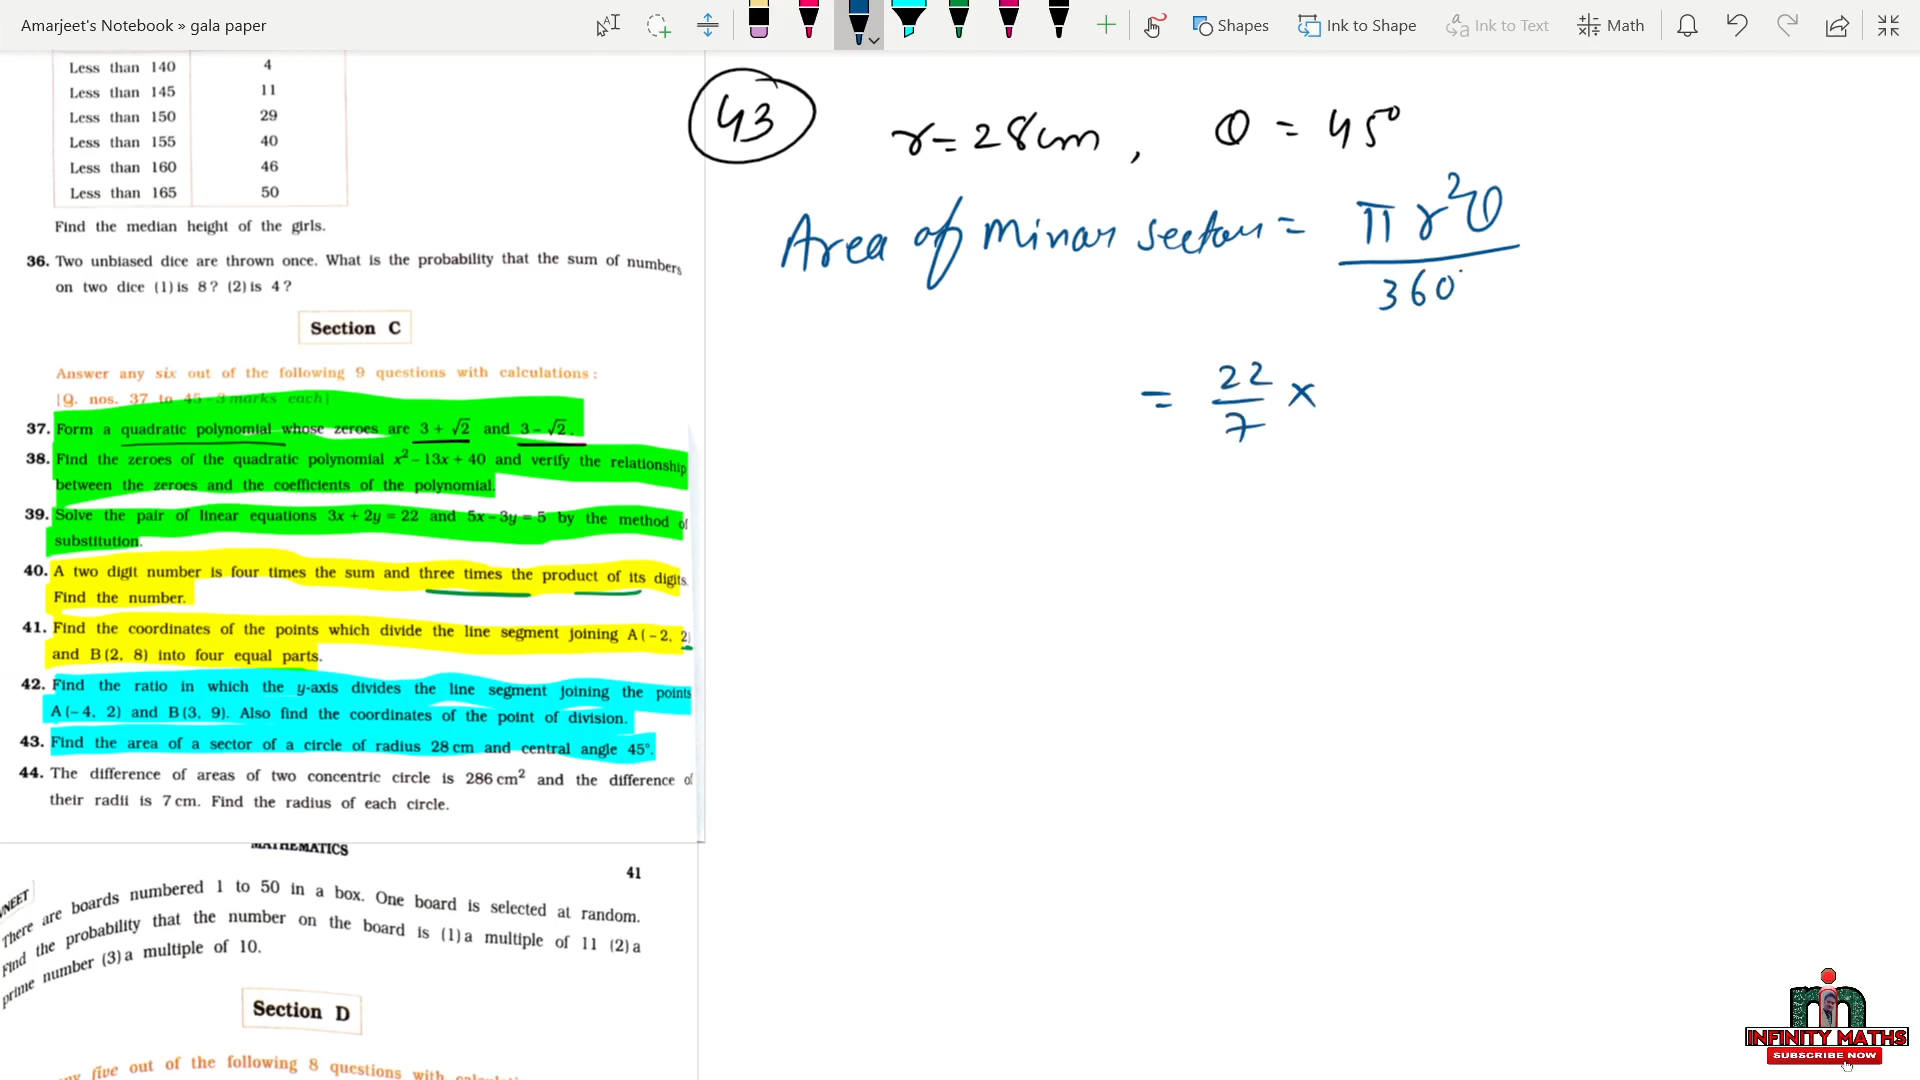 Amarjeet's Notebook » gala paper
Shapes
Ink to Shape
Ink to Text
Math
Less than 140 4
Less than 145 11
Less than 150 29
Less than 155 40
Less than 160 46
Less than 165 50
Find the median height of the girls.
36. Two unbiased dice are thrown once. What is the probability that the sum of numbers
on two dice (1) is 8? (2) is 4?
Section C
Answer any six out of the following 9 questions with calculations :
[Q. nos. 37 to 45 - 3 marks each]
37. Form a quadratic polynomial whose zeroes are 3 + √2 and 3 - √2.
38. Find the zeroes of the quadratic polynomial x² - 13x + 40 and verify the relationship
between the zeroes and the coefficients of the polynomial.
39. Solve the pair of linear equations 3x + 2y = 22 and 5x - 3y = 5 by the method of
substitution.
40. A two digit number is four times the sum and three times the product of its digits.
Find the number.
41. Find the coordinates of the points which divide the line segment joining A(-2, 2)
and B(2, 8) into four equal parts.
42. Find the ratio in which the y-axis divides the line segment joining the points
A(-4, 2) and B(3, 9). Also find the coordinates of the point of division.
43. Find the area of a sector of a circle of radius 28 cm and central angle 45°.
44. The difference of areas of two concentric circle is 286 cm² and the difference of
their radii is 7 cm. Find the radius of each circle.
MATHEMATICS
41
There are boards numbered 1 to 50 in a box. One board is selected at random.
Find the probability that the number on the board is (1) a multiple of 11 (2) a
prime number (3) a multiple of 10.
Section D
five out of the following 8 questions with
43
r = 28 cm , θ = 45°
Area of Minor sector = πr²θ / 360
= 22/7 ×
INFINITY MATHS
SUBSCRIBE NOW